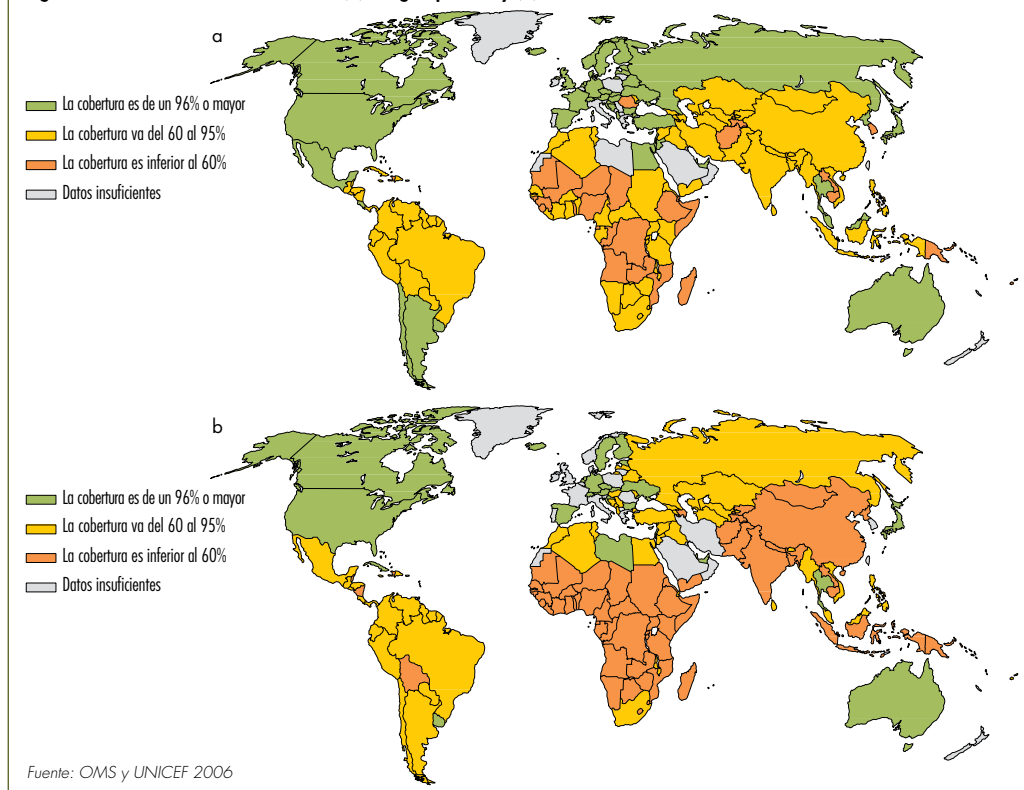 a
La cobertura es de un 96% o mayor
La cobertura va del 60 al 95%
La cobertura es inferior al 60%
Datos insuficientes
b
La cobertura es de un 96% o mayor
La cobertura va del 60 al 95%
La cobertura es inferior al 60%
Datos insuficientes
Fuente: OMS y UNICEF 2006